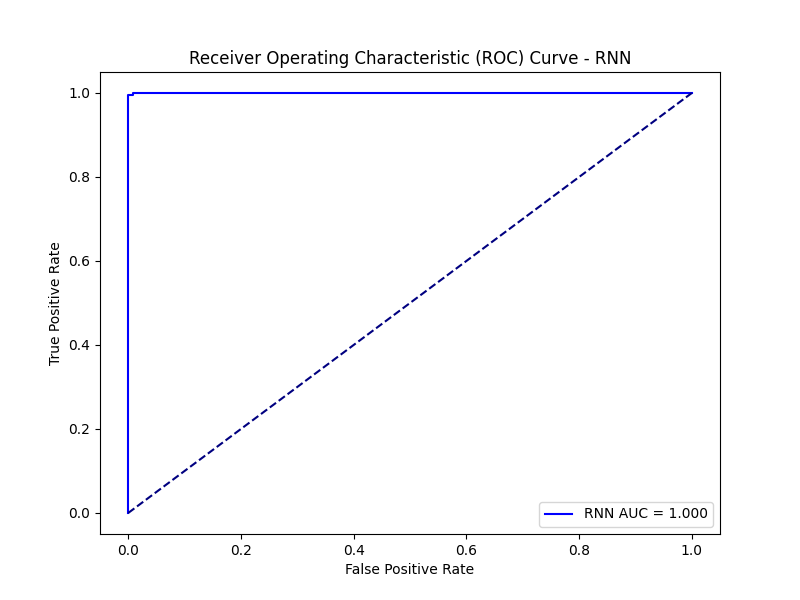 Receiver Operating Characteristic (ROC) Curve - RNN
1.0
0.8
0.6
0.4
0.2
0.0
True Positive Rate
RNN AUC = 1.000
0.0 0.2 0.4 0.6 0.8 1.0
False Positive Rate